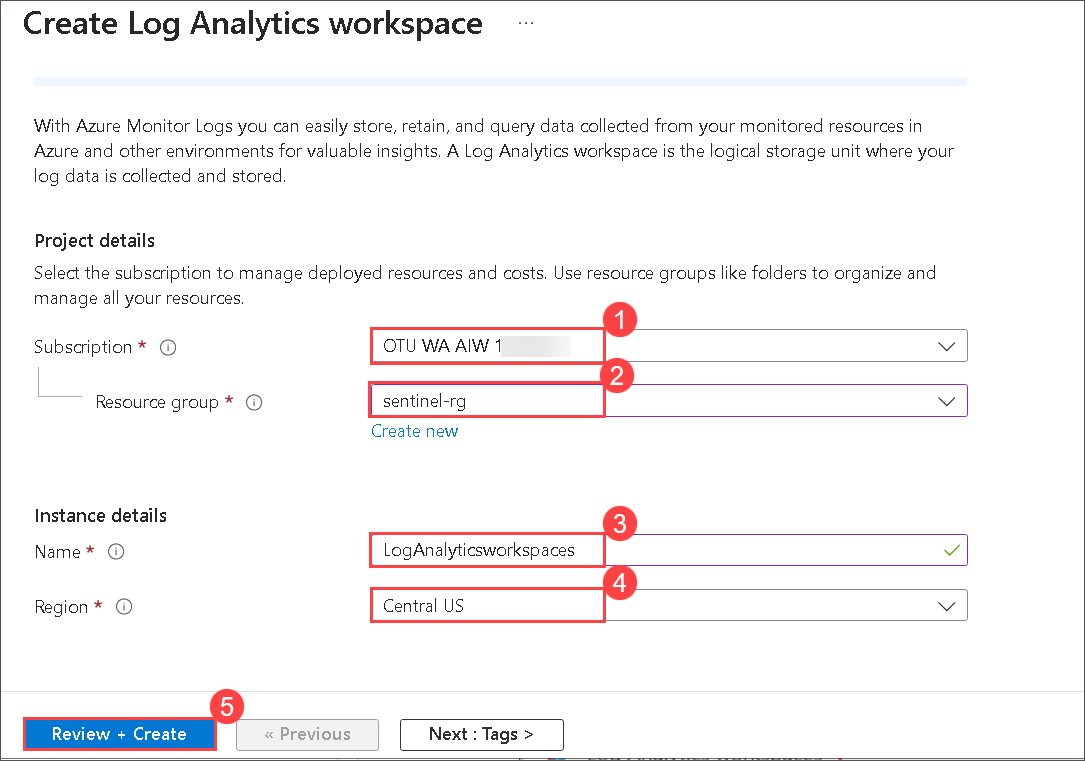 Create Log Analytics workspace ...
With Azure Monitor Logs you can easily store, retain, and query data collected from your monitored resources in
Azure and other environments for valuable insights. A Log Analytics workspace is the logical storage unit where your
log data is collected and stored.
Project details
Select the subscription to manage deployed resources and costs. Use resource groups like folders to organize and
manage all your resources.
1
Subscription * OTU WA AIW 1
2
Resource group * sentinel-rg
Create new
Instance details
3
Name * LogAnalyticsworkspaces
4
Region * Central US
5
Review + Create « Previous Next : Tags >